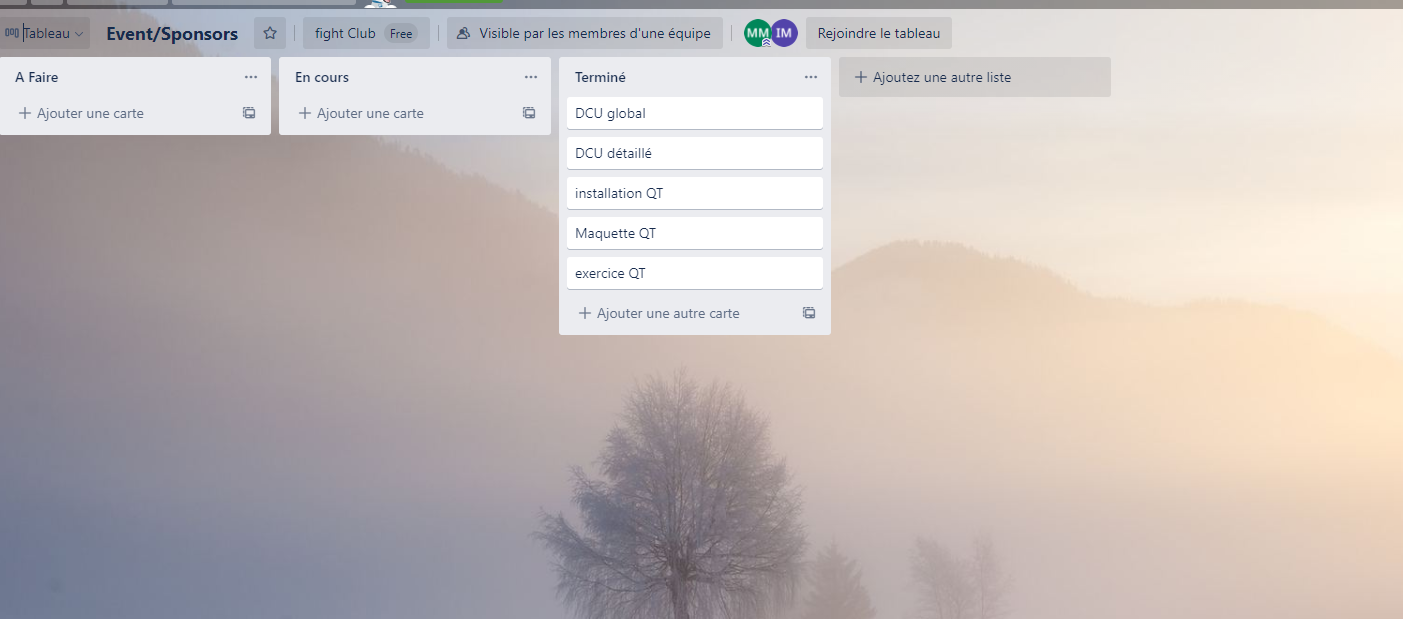 Tableau
Event/Sponsors
fight Club Free
Visible par les membres d'une équipe
MM IM
Rejoindre le tableau
A Faire
Ajouter une carte
En cours
Ajouter une carte
Terminé
DCU global
DCU détaillé
installation QT
Maquette QT
exercice QT
Ajouter une autre carte
Ajoutez une autre liste